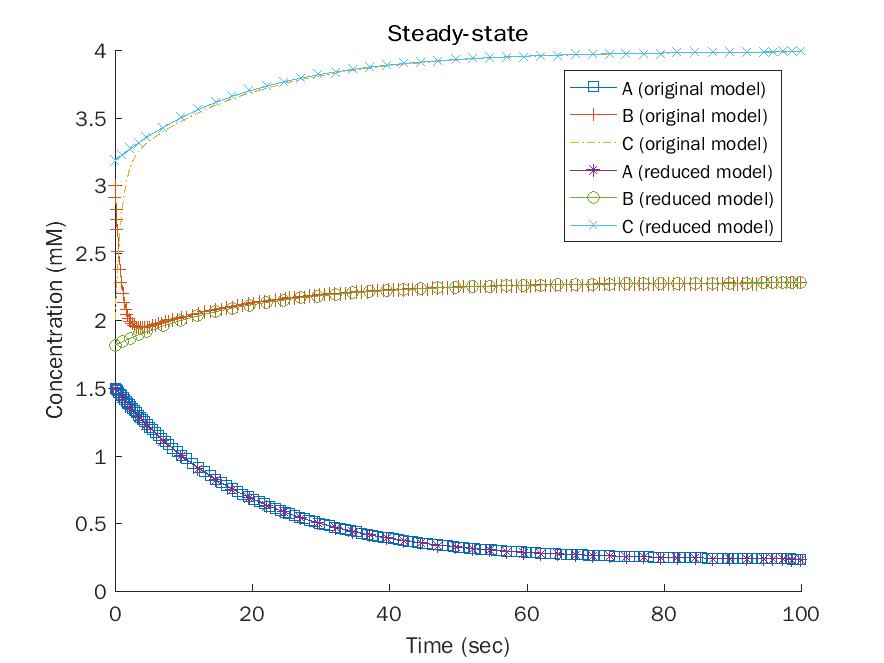 Steady-state
4
3.5
3
2.5
2
1.5
1
0.5
0
Concentration (mM)
A (original model)
B (original model)
C (original model)
A (reduced model)
B (reduced model)
C (reduced model)
0 20 40 60 80 100
Time (sec)